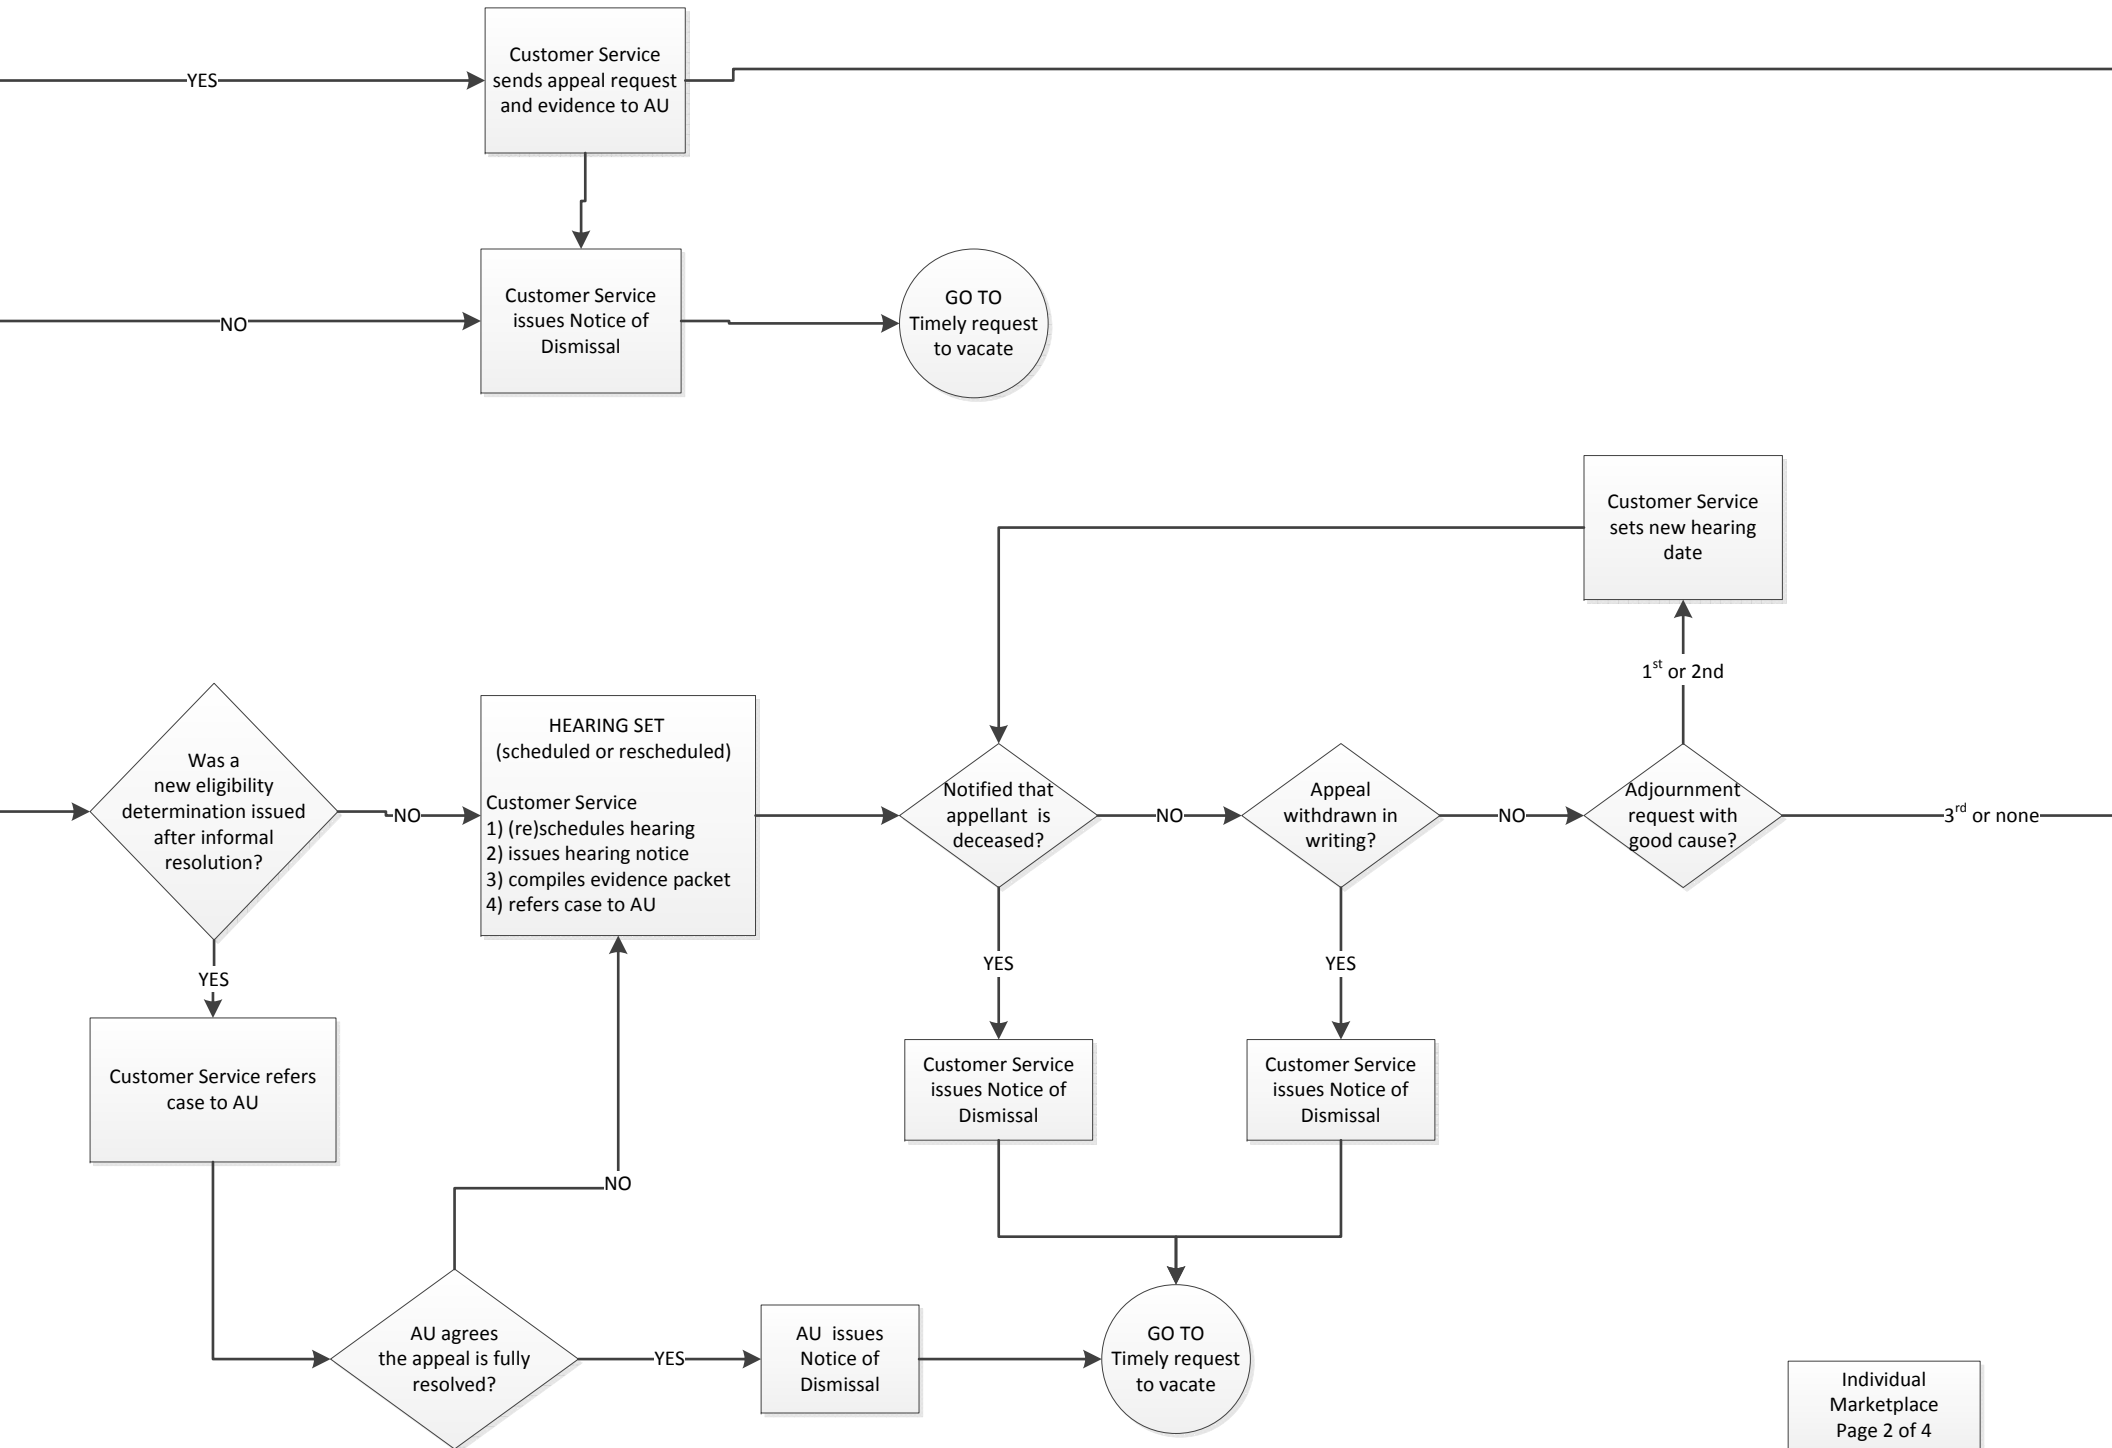 Customer Service
sends appeal request
and evidence to AU
YES
Customer Service
issues Notice of
Dismissal
NO
GO TO
Timely request
to vacate
Customer Service
sets new hearing
date
1st or 2nd
Was a
new eligibility
determination issued
after informal
resolution?
NO
HEARING SET
(scheduled or rescheduled)
Customer Service
1) (re)schedules hearing
2) issues hearing notice
3) compiles evidence packet
4) refers case to AU
Notified that
appellant is
deceased?
NO
Appeal
withdrawn in
writing?
NO
Adjournment
request with
good cause?
3rd or none
YES
YES
YES
Customer Service refers
case to AU
Customer Service
issues Notice of
Dismissal
Customer Service
issues Notice of
Dismissal
NO
AU agrees
the appeal is fully
resolved?
YES
AU issues
Notice of
Dismissal
GO TO
Timely request
to vacate
Individual
Marketplace
Page 2 of 4